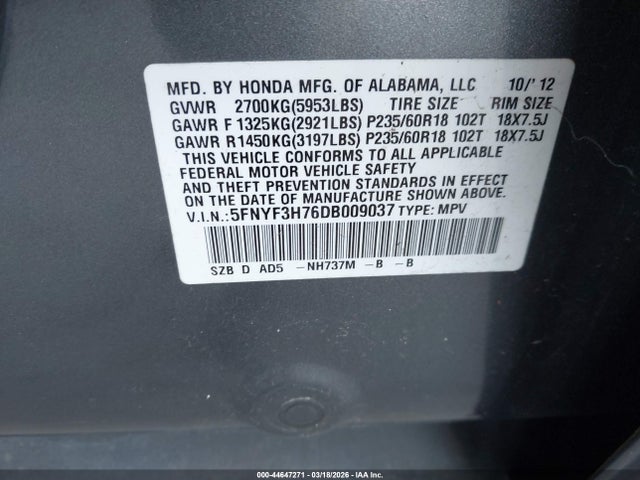 MFD. BY HONDA MFG. OF ALABAMA, LLC 10/'12
GVWR 2700KG(5953LBS) TIRE SIZE RIM SIZE
GAWR F 1325KG(2921LBS) P235/60R18 102T 18X7.5J
GAWR R 1450KG(3197LBS) P235/60R18 102T 18X7.5J
THIS VEHICLE CONFORMS TO ALL APPLICABLE
FEDERAL MOTOR VEHICLE SAFETY
AND THEFT PREVENTION STANDARDS IN EFFECT
ON THE DATE OF MANUFACTURE SHOWN ABOVE.
V.I.N.:5FNYF3H76DB009037 TYPE: MPV
SZB D AD5 -NH737M -B -B
000-44647271 - 03/18/2026 - IAA Inc.